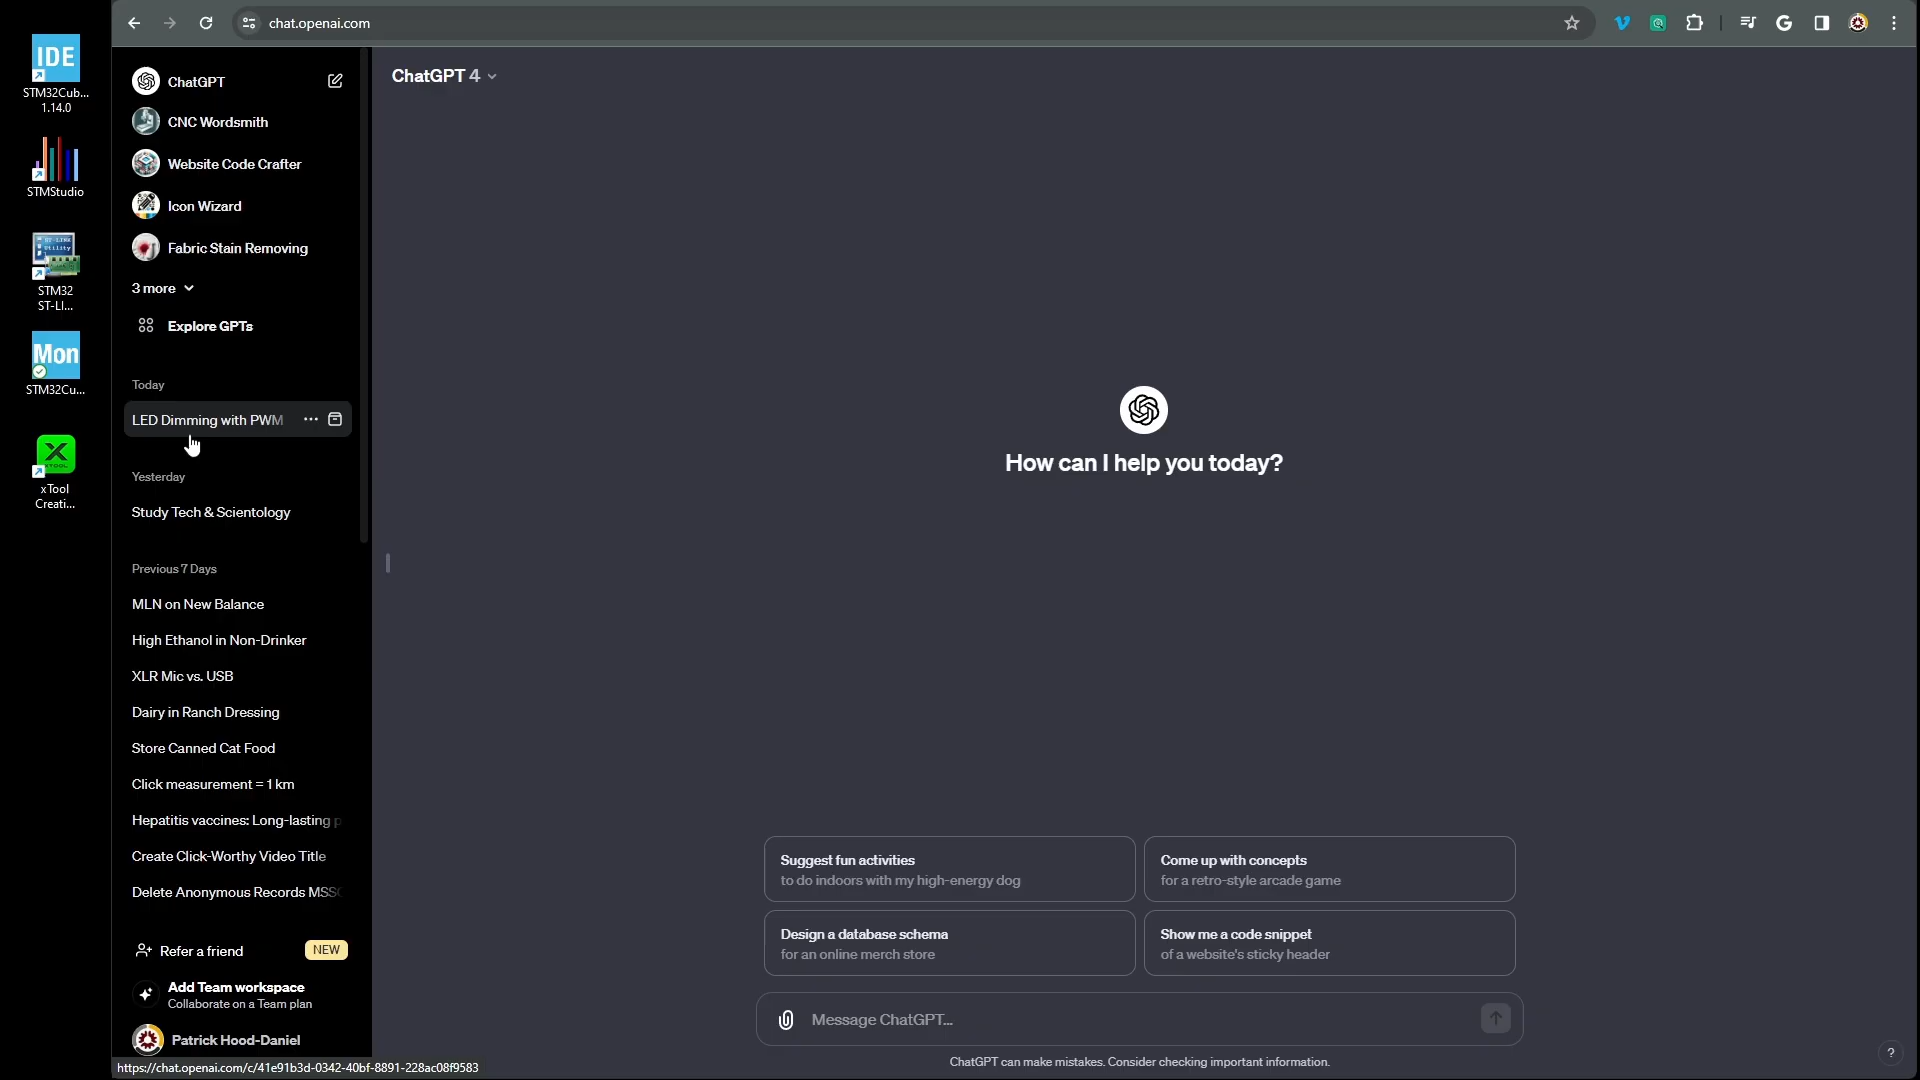 IDE
STM32Cub...
1.14.0
STMStudio
ST-LINK
Utility
STM32
ST-LI...
Mon
STM32Cu...
XTOOL
xTool
Creati...
chat.openai.com
ChatGPT
CNC Wordsmith
Website Code Crafter
Icon Wizard
Fabric Stain Removing
3 more
Explore GPTs
Today
LED Dimming with PWM
Yesterday
Study Tech & Scientology
Previous 7 Days
MLN on New Balance
High Ethanol in Non-Drinker
XLR Mic vs. USB
Dairy in Ranch Dressing
Store Canned Cat Food
Click measurement = 1 km
Hepatitis vaccines: Long-lasting p
Create Click-Worthy Video Title
Delete Anonymous Records MSSQ
Refer a friend NEW
Add Team workspace
Collaborate on a Team plan
Patrick Hood-Daniel
https://chat.openai.com/c/41e91b3d-0342-40bf-8891-228ac08f9583
ChatGPT 4
How can I help you today?
Suggest fun activities
to do indoors with my high-energy dog
Come up with concepts
for a retro-style arcade game
Design a database schema
for an online merch store
Show me a code snippet
of a website's sticky header
Message ChatGPT...
ChatGPT can make mistakes. Consider checking important information.
?